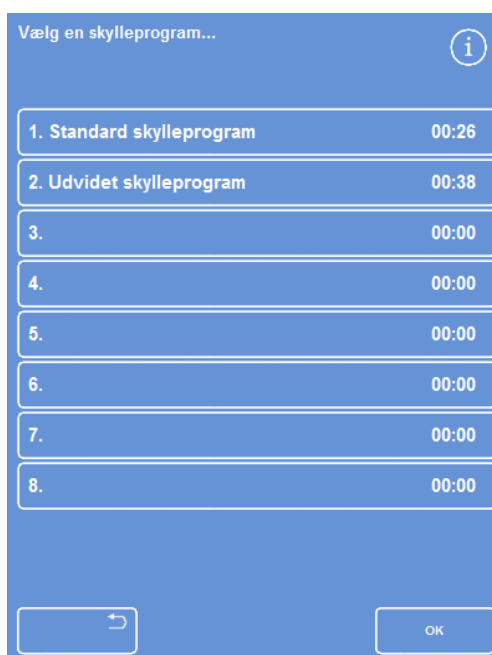 Vælg en skylleprogram...
i
1. Standard skylleprogram 00:26
2. Udvidet skylleprogram 00:38
3. 00:00
4. 00:00
5. 00:00
6. 00:00
7. 00:00
8. 00:00
OK